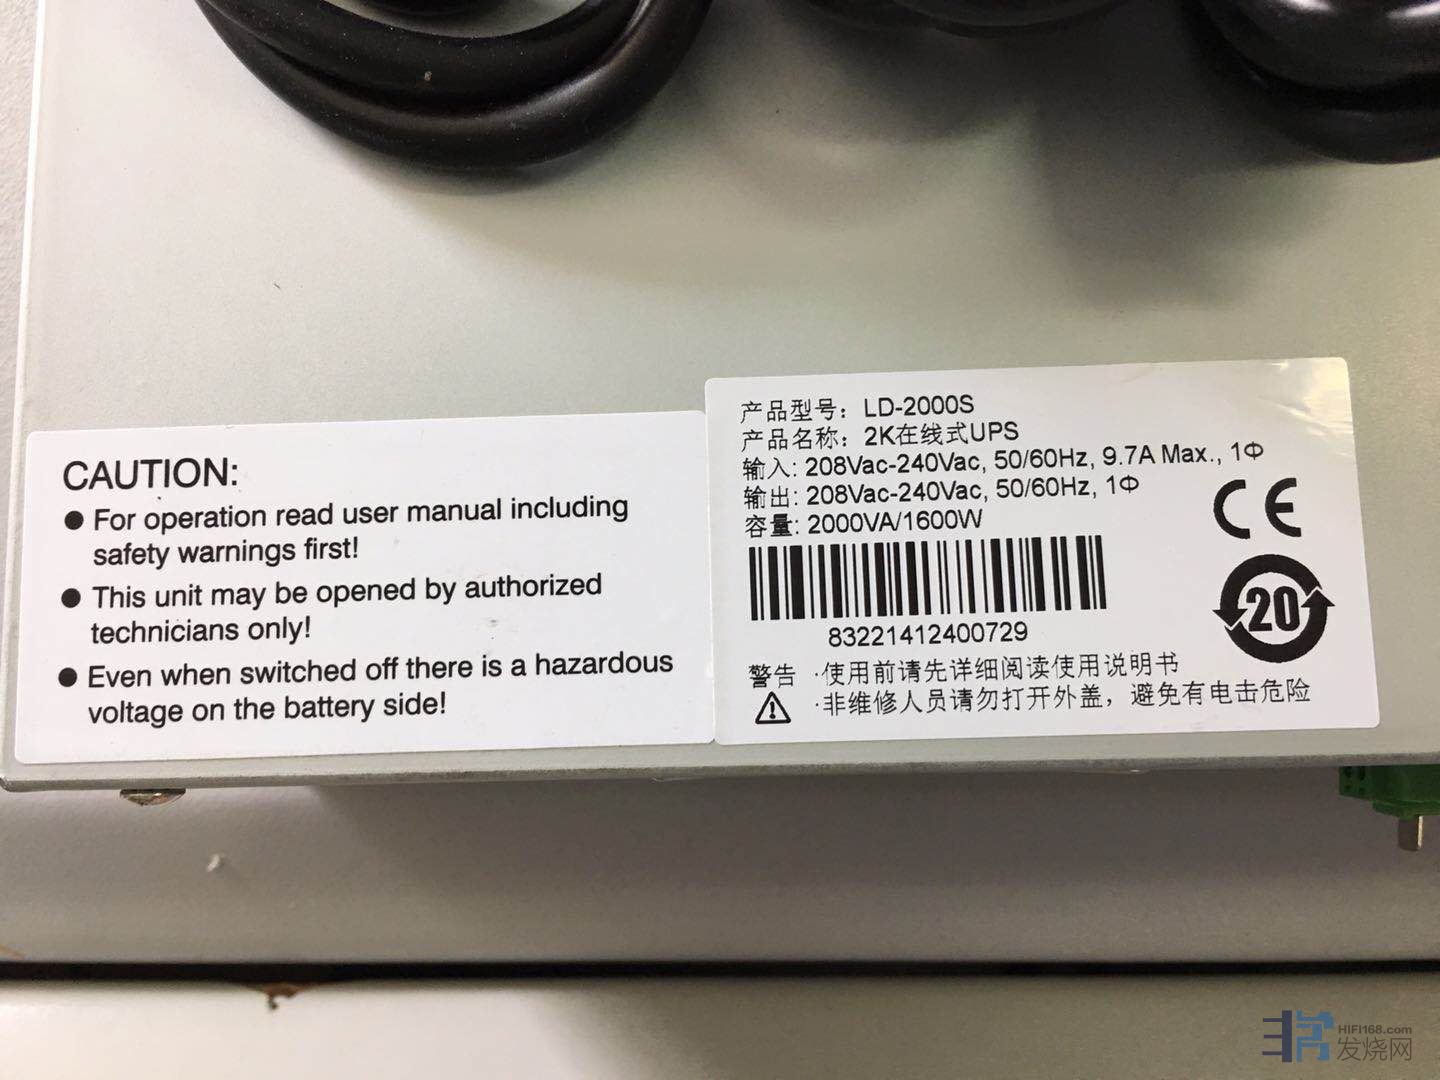 CAUTION:
● For operation read user manual including
safety warnings first!
● This unit may be opened by authorized
technicians only!
● Even when switched off there is a hazardous
voltage on the battery side!
产品型号：LD-2000S
产品名称：2K在线式UPS
输入: 208Vac-240Vac, 50/60Hz, 9.7A Max., 1Φ
输出: 208Vac-240Vac, 50/60Hz, 1Φ
容量: 2000VA/1600W
CE
83221412400729
20
警告 ·使用前请先详细阅读使用说明书
·非维修人员请勿打开外盖，避免有电击危险
HIFI168.com
发烧网